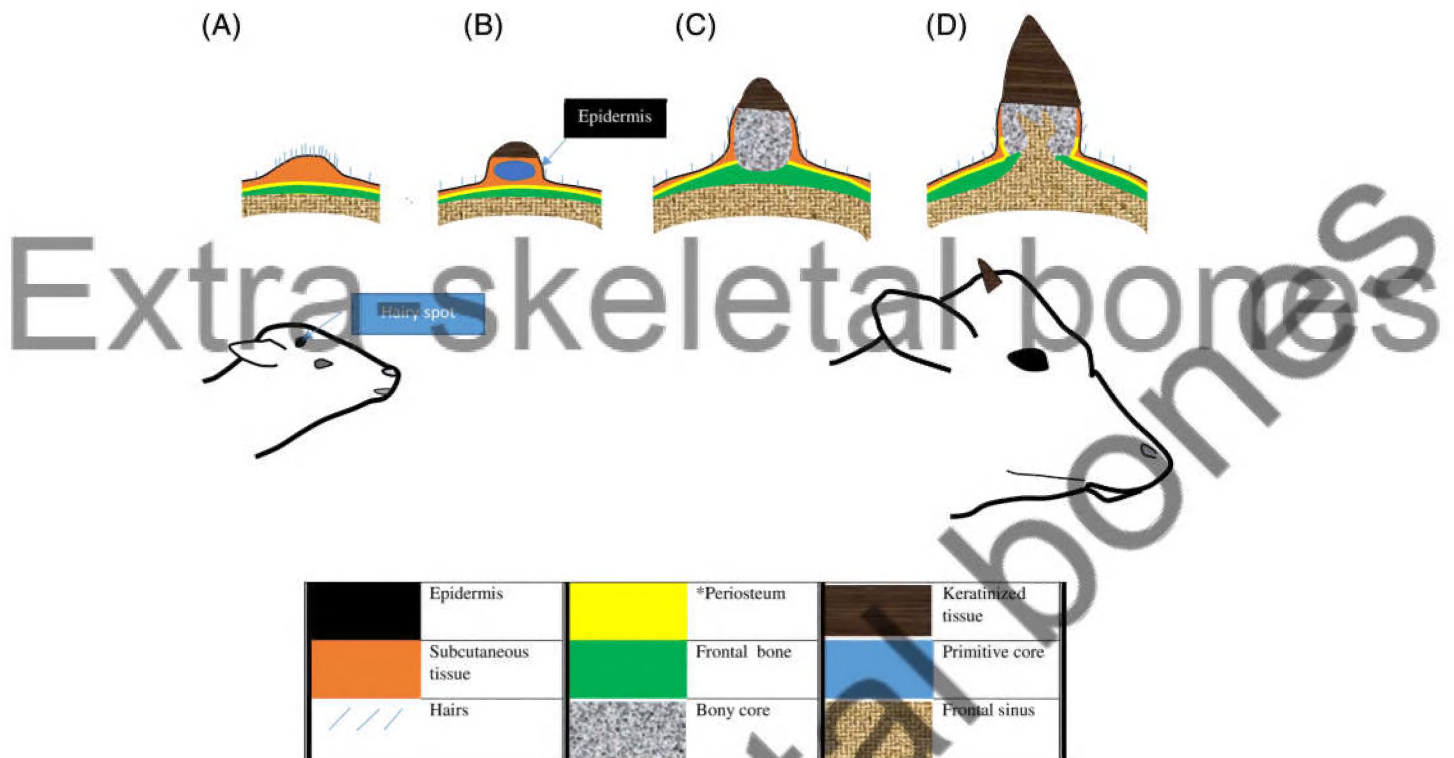 (A) (B) (C) (D)
Epidermis
Extra skeletal bones
Hairy spot
Epidermis
*Periosteum
Keratinized
tissue
Subcutaneous
tissue
Frontal bone
Primitive core
Hairs
Bony core
Frontal sinus
tal bones